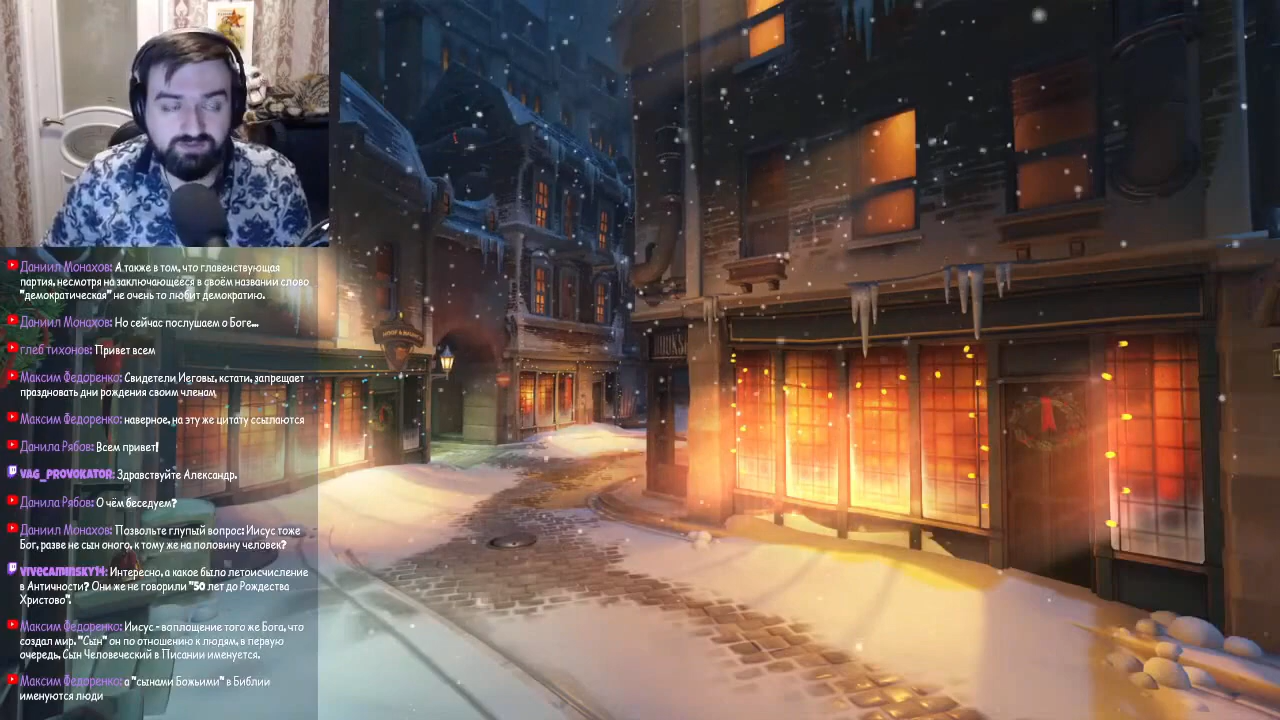 Даниил Монахов: А также в том, что главенствующая
партия, несмотря на заключающееся в своём названии слово
"демократическая" не очень то любит демократию.
Даниил Монахов: Но сейчас послушаем о Боге...
глеб тихонов: Привет всем
Максим Федоренко: Свидетели Иеговы, кстати, запрещает
праздновать дни рождения своим членам,
Максим Федоренко: наверное, на эту же цитату ссылаются
Данила Рябов: Всем привет!
VAG_PROVOKATOR: Здравствуйте Александр.
Данила Рябов: О чём беседуем?
Даниил Монахов: Позвольте глупый вопрос: Иисус тоже
Бог, разве не сын оного, к тому же на половину человек?
VIVECAMINSKY14: Интересно, а какое было летоисчисление
в Античности? Они же не говорили "50 лет до Рождества
Христово".
Максим Федоренко: Иисус - воплощение того же Бога, что
создал мир. "Сын" он по отношению к людям, в первую
очередь, Сын Человеческий в Писании именуется.
Максим Федоренко: а "сынами Божьими" в Библии
именуются люди